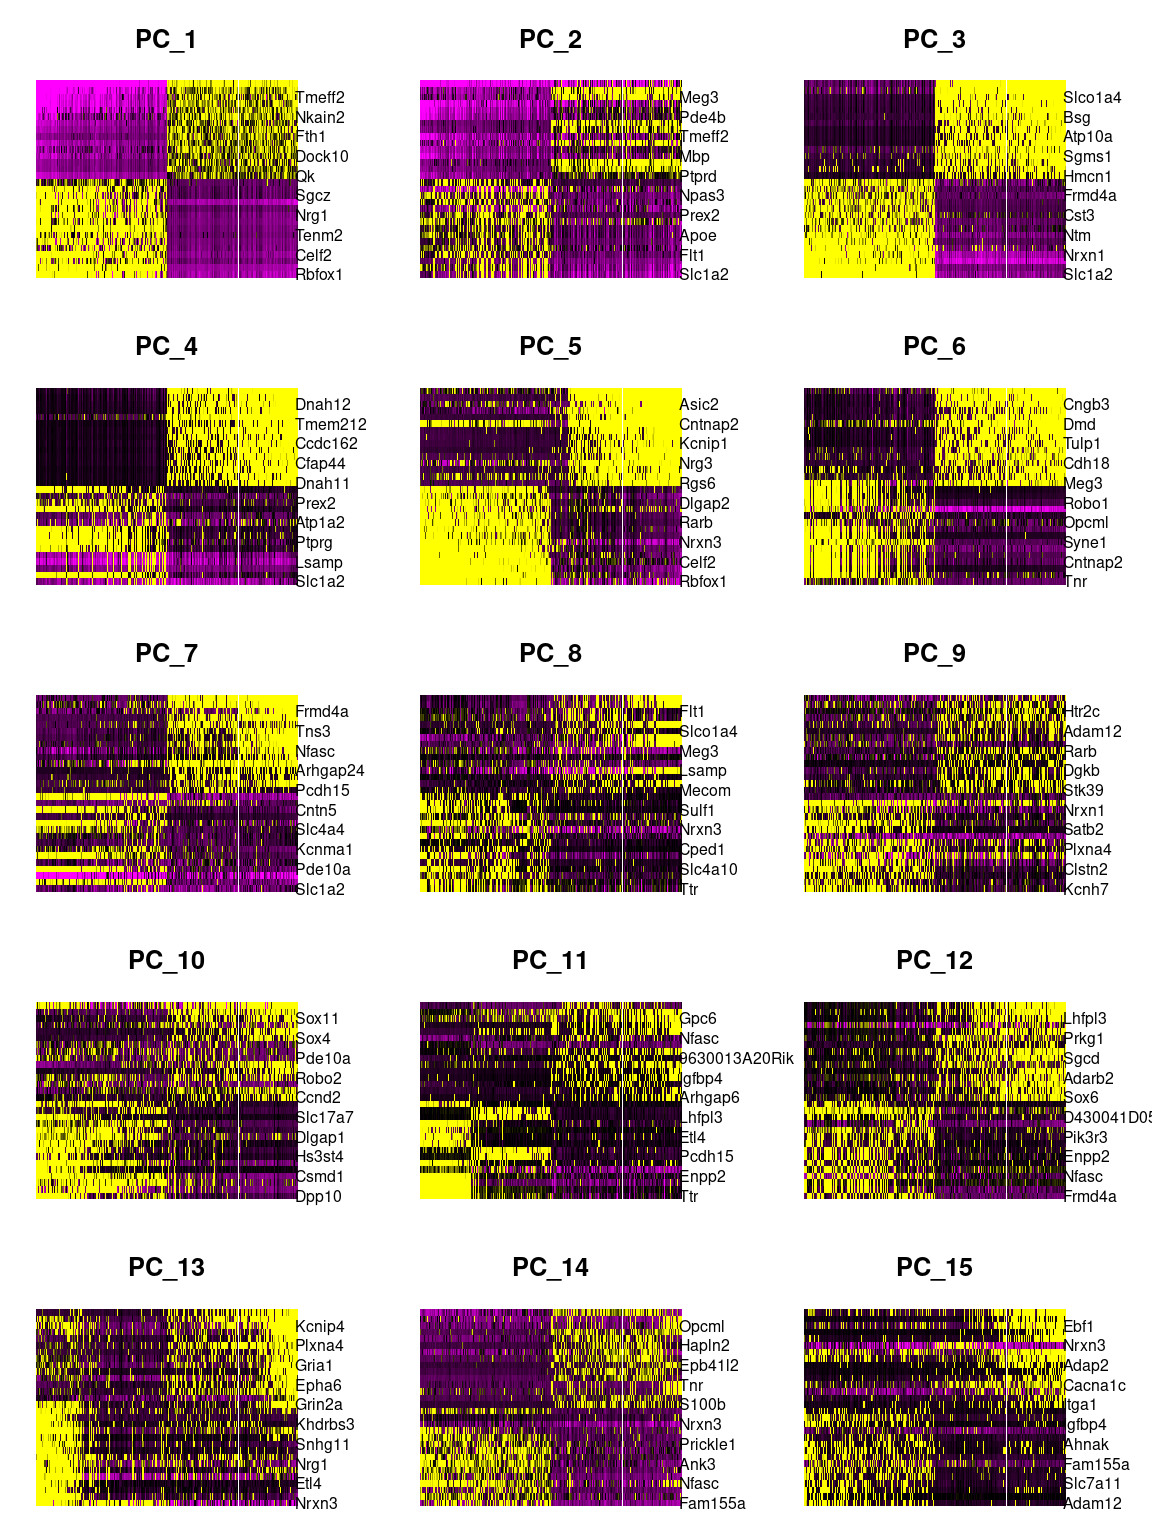 PC_1
Tmeff2
Nkain2
Fth1
Dock10
Qk
Sgcz
Nrg1
Tenm2
Celf2
Rbfox1
PC_2
Meg3
Pde4b
Tmeff2
Mbp
Ptprd
Npas3
Prex2
Apoe
Flt1
Slc1a2
PC_3
Slco1a4
Bsg
Atp10a
Sgms1
Hmcn1
Frmd4a
Cst3
Ntm
Nrxn1
Slc1a2
PC_4
Dnah12
Tmem212
Ccdc162
Cfap44
Dnah11
Prex2
Atp1a2
Ptprg
Lsamp
Slc1a2
PC_5
Asic2
Cntnap2
Kcnip1
Nrg3
Rgs6
Dlgap2
Rarb
Nrxn3
Celf2
Rbfox1
PC_6
Cngb3
Dmd
Tulp1
Cdh18
Meg3
Robo1
Opcml
Syne1
Cntnap2
Tnr
PC_7
Frmd4a
Tns3
Nfasc
Arhgap24
Pcdh15
Cntn5
Slc4a4
Kcnma1
Pde10a
Slc1a2
PC_8
Flt1
Slco1a4
Meg3
Lsamp
Mecom
Sulf1
Nrxn3
Cped1
Slc4a10
Ttr
PC_9
Htr2c
Adam12
Rarb
Dgkb
Stk39
Nrxn1
Satb2
Plxna4
Clstn2
Kcnh7
PC_10
Sox11
Sox4
Pde10a
Robo2
Ccnd2
Slc17a7
Dlgap1
Hs3st4
Csmd1
Dpp10
PC_11
Gpc6
Nfasc
9630013A20Rik
Igfbp4
Arhgap6
Lhfpl3
Etl4
Pcdh15
Enpp2
Ttr
PC_12
Lhfpl3
Prkg1
Sgcd
Adarb2
Sox6
D430041D05
Pik3r3
Enpp2
Nfasc
Frmd4a
PC_13
Kcnip4
Plxna4
Gria1
Epha6
Grin2a
Khdrbs3
Snhg11
Nrg1
Etl4
Nrxn3
PC_14
Opcml
Hapln2
Epb41l2
Tnr
S100b
Nrxn3
Prickle1
Ank3
Nfasc
Fam155a
PC_15
Ebf1
Nrxn3
Adap2
Cacna1c
Itga1
Igfbp4
Ahnak
Fam155a
Slc7a11
Adam12